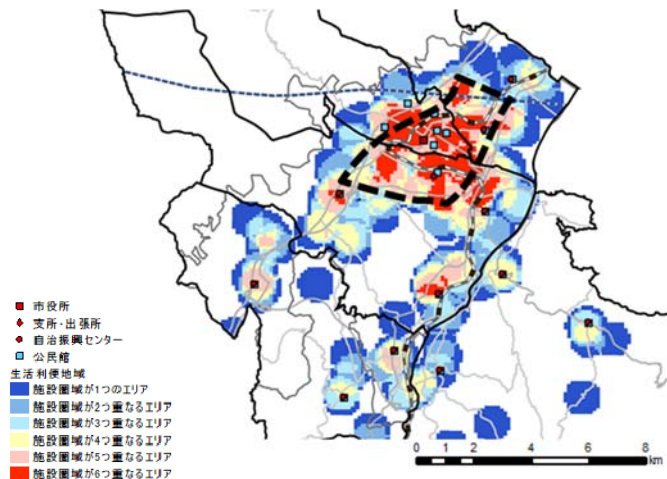 市役所
支所・出張所
自治振興センター
公民館
生活利便地域
施設圏域が1つのエリア
施設圏域が2つ重なるエリア
施設圏域が3つ重なるエリア
施設圏域が4つ重なるエリア
施設圏域が5つ重なるエリア
施設圏域が6つ重なるエリア
0 1 2 4 6 8
km